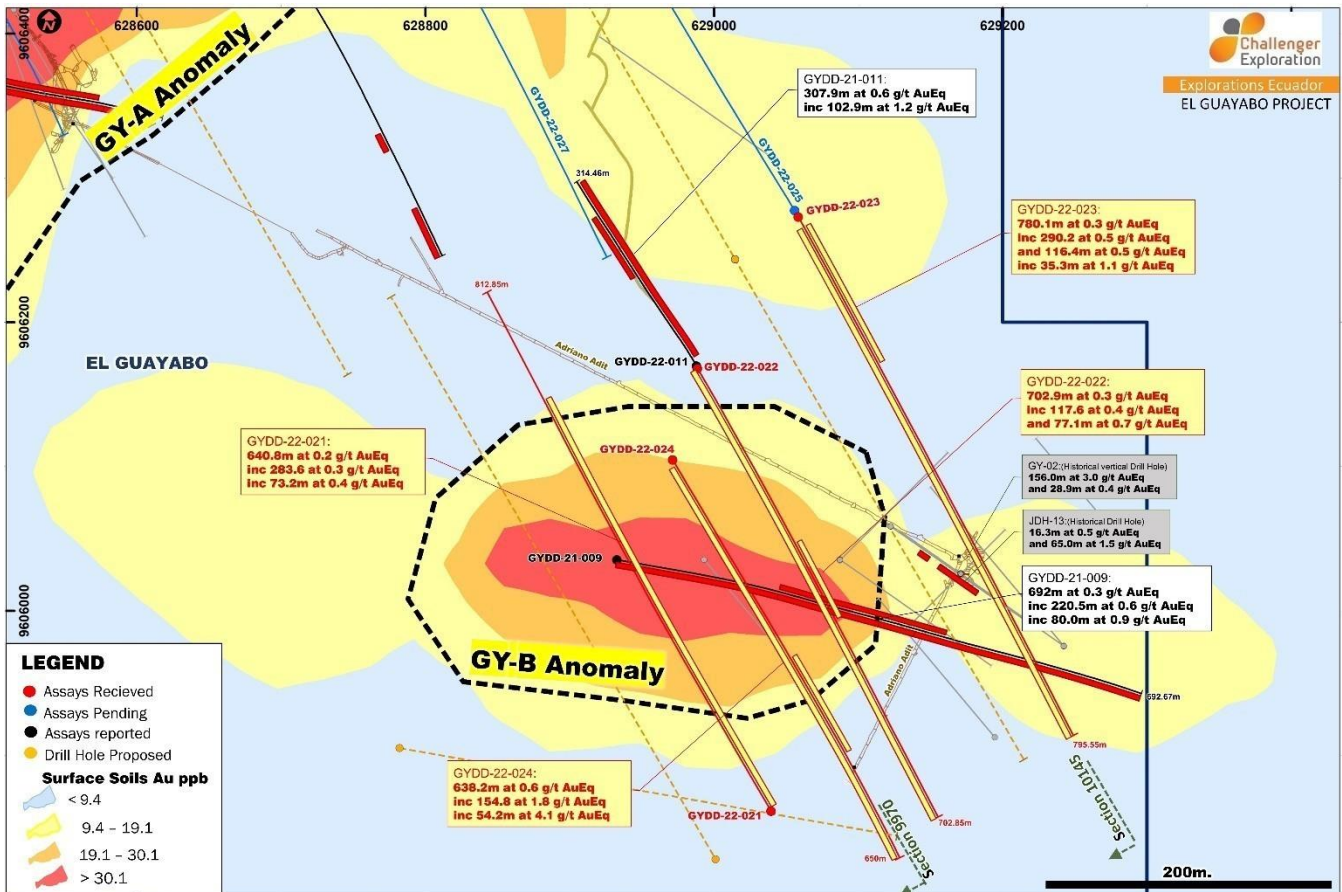 628600
628800
629000
629200
9606400
9606200
9606000
Challenger
Exploration
Explorations Ecuador
EL GUAYABO PROJECT
GY-A Anomaly
GYDD-21-011:
307.9m at 0.6 g/t AuEq
inc 102.9m at 1.2 g/t AuEq
GYDD-22-027
GYDD-22-025
314.46m
GYDD-22-023
GYDD-22-023:
780.1m at 0.3 g/t AuEq
inc 290.2 at 0.5 g/t AuEq
and 116.4m at 0.5 g/t AuEq
inc 35.3m at 1.1 g/t AuEq
812.85m
EL GUAYABO
Adriano Adit
GYDD-22-011
GYDD-22-022
GYDD-22-022:
702.9m at 0.3 g/t AuEq
inc 117.6 at 0.4 g/t AuEq
and 77.1m at 0.7 g/t AuEq
GYDD-22-021:
640.8m at 0.2 g/t AuEq
inc 283.6 at 0.3 g/t AuEq
inc 73.2m at 0.4 g/t AuEq
GYDD-22-024
GY-02:(Historical vertical Drill Hole)
156.0m at 3.0 g/t AuEq
and 28.9m at 0.4 g/t AuEq
JDH-13:(Historical Drill Hole)
16.3m at 0.5 g/t AuEq
and 65.0m at 1.5 g/t AuEq
GYDD-21-009
GYDD-21-009:
692m at 0.3 g/t AuEq
inc 220.5m at 0.6 g/t AuEq
inc 80.0m at 0.9 g/t AuEq
GY-B Anomaly
Adriano Adit
692.67m
795.55m
GYDD-22-024:
638.2m at 0.6 g/t AuEq
inc 154.8 at 1.8 g/t AuEq
inc 54.2m at 4.1 g/t AuEq
GYDD-22-021
702.85m
650m
Section 9970
Section 10145
200m.
LEGEND
Assays Recieved
Assays Pending
Assays reported
Drill Hole Proposed
Surface Soils Au ppb
< 9.4
9.4 – 19.1
19.1 – 30.1
> 30.1